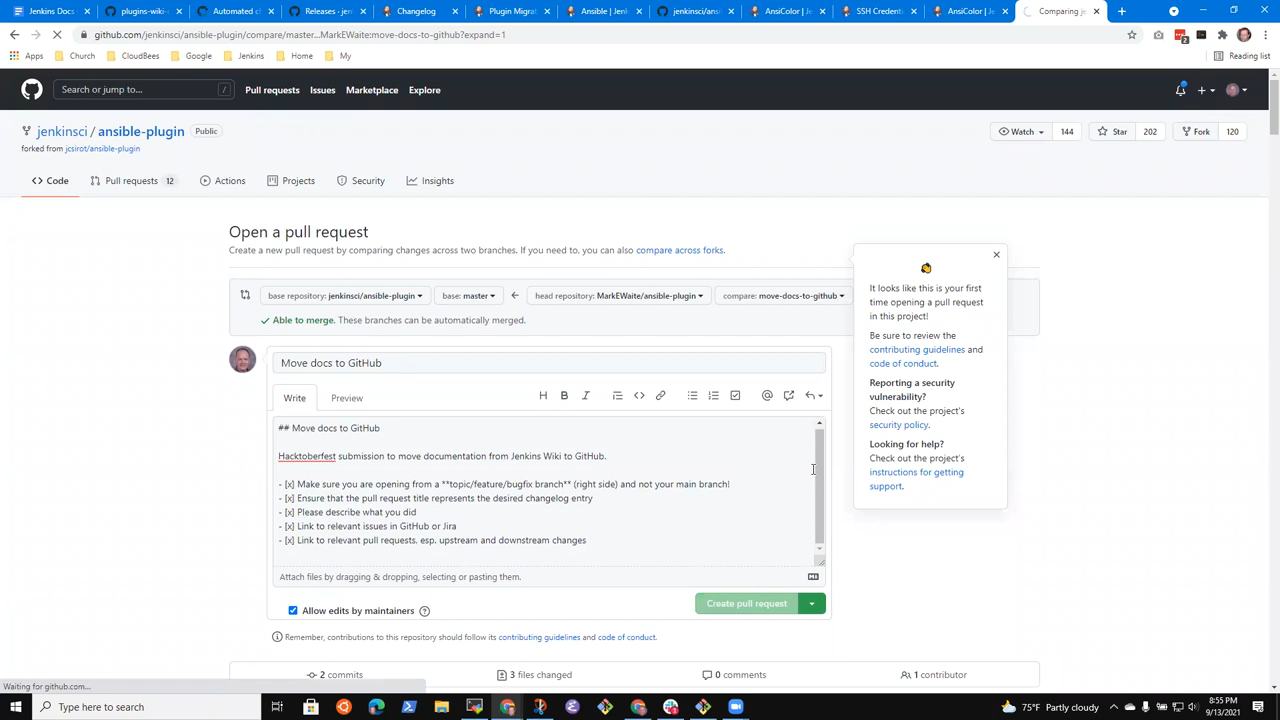 Jenkins Docs
plugins-wiki-
Automated ch
Releases · jen
Changelog
Plugin Migrat
Ansible | Jenk
jenkinsci/ans
AnsiColor | Je
SSH Credenti
AnsiColor | Je
Comparing je
github.com/jenkinsci/ansible-plugin/compare/master...MarkEWaite:move-docs-to-github?expand=1
2
Apps
Church
CloudBees
Google
Jenkins
Home
My
Reading list
Search or jump to...
/
Pull requests
Issues
Marketplace
Explore
jenkinsci / ansible-plugin
Public
forked from jcsirot/ansible-plugin
Watch
144
Star
202
Fork
120
Code
Pull requests 12
Actions
Projects
Security
Insights
Open a pull request
Create a new pull request by comparing changes across two branches. If you need to, you can also compare across forks.
base repository: jenkinsci/ansible-plugin
base: master
head repository: MarkEWaite/ansible-plugin
compare: move-docs-to-github
Able to merge. These branches can be automatically merged.
It looks like this is your first
time opening a pull request
in this project!
Be sure to review the
contributing guidelines and
code of conduct.
Reporting a security
vulnerability?
Check out the project's
security policy.
Looking for help?
Check out the project's
instructions for getting
support.
Move docs to GitHub
Write
Preview
## Move docs to GitHub
Hacktoberfest submission to move documentation from Jenkins Wiki to GitHub.
- [x] Make sure you are opening from a **topic/feature/bugfix branch** (right side) and not your main branch!
- [x] Ensure that the pull request title represents the desired changelog entry
- [x] Please describe what you did
- [x] Link to relevant issues in GitHub or Jira
- [x] Link to relevant pull requests, esp. upstream and downstream changes
Attach files by dragging & dropping, selecting or pasting them.
Allow edits by maintainers
Create pull request
Remember, contributions to this repository should follow its contributing guidelines and code of conduct.
2 commits
3 files changed
0 comments
1 contributor
Waiting for github.com...
Type here to search
75°F Partly cloudy
8:55 PM
9/13/2021